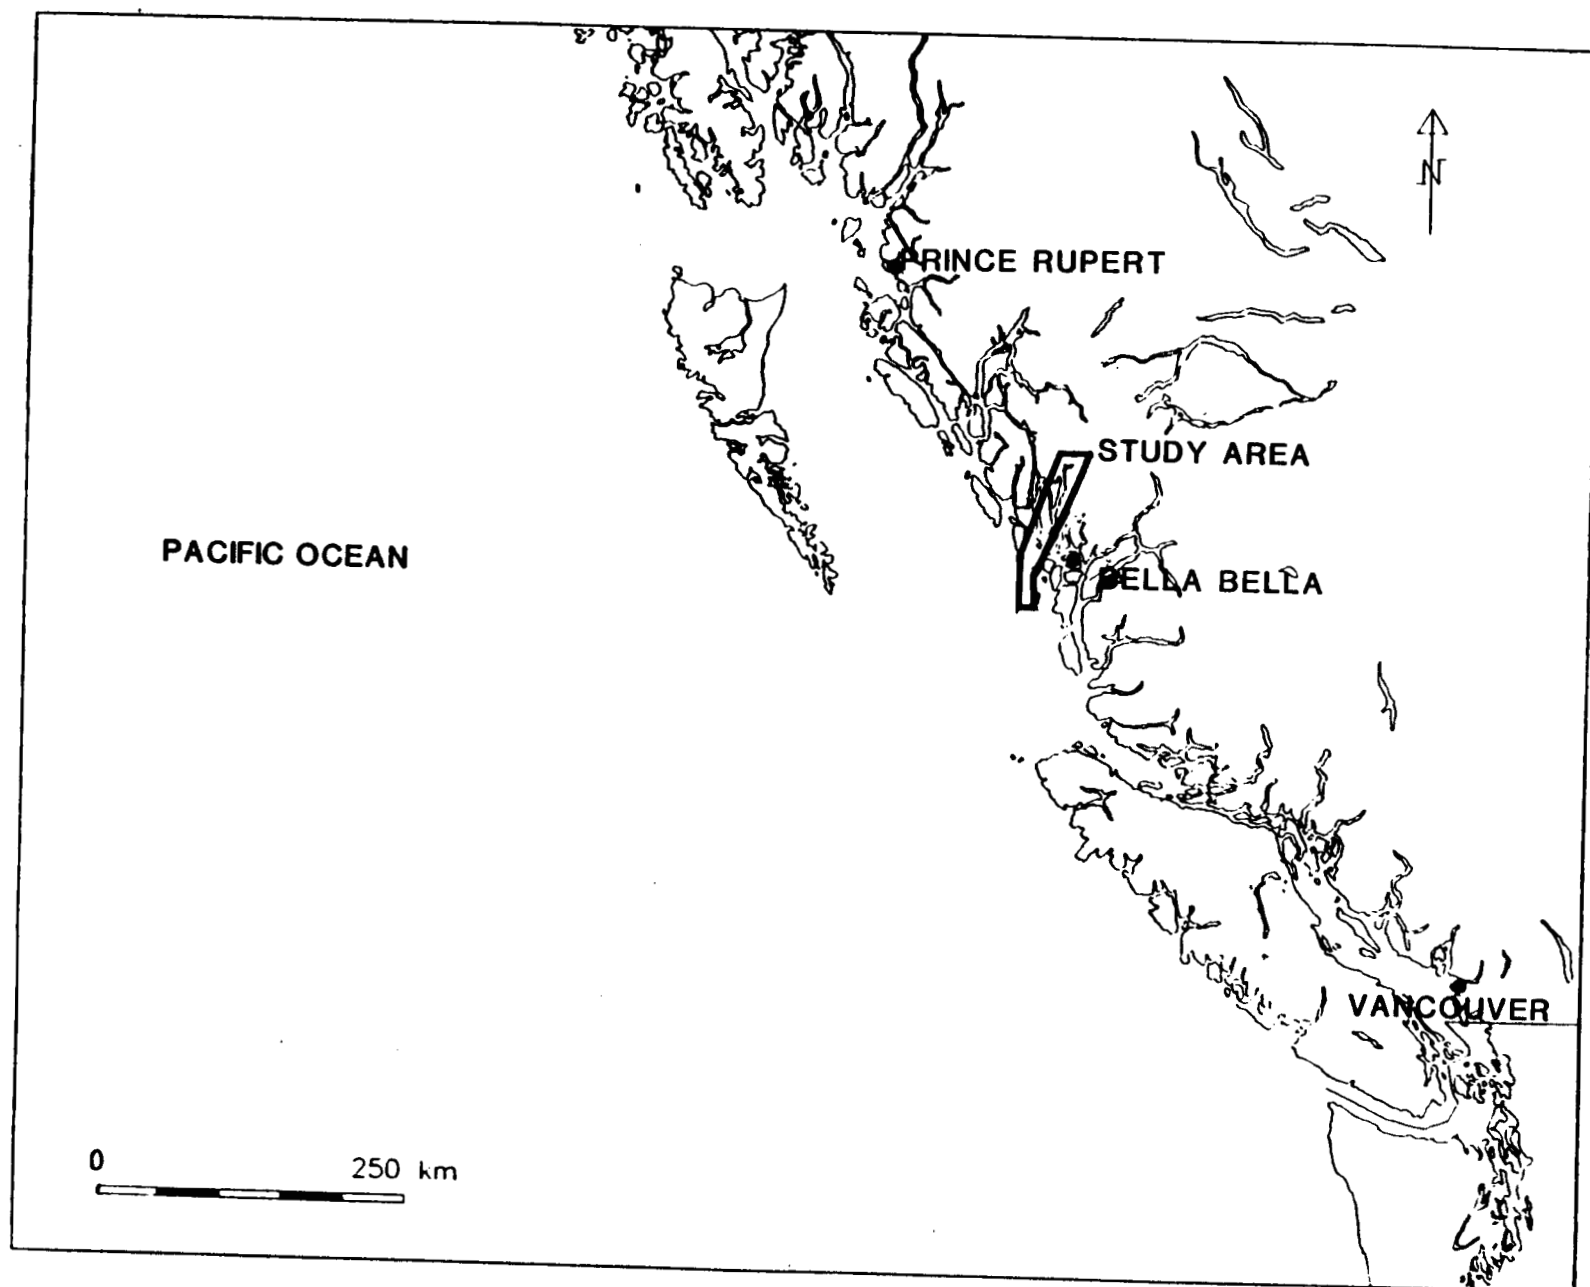 N
PRINCE RUPERT
STUDY AREA
PACIFIC OCEAN
BELLA BELLA
VANCOUVER
0 250 km